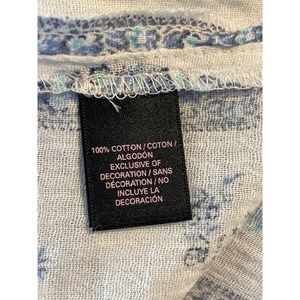 100% COTTON / COTON /
ALGODÓN
EXCLUSIVE OF
DECORATION / SANS
DÉCORATION / NO
INCLUYE LA
DECORACIÓN